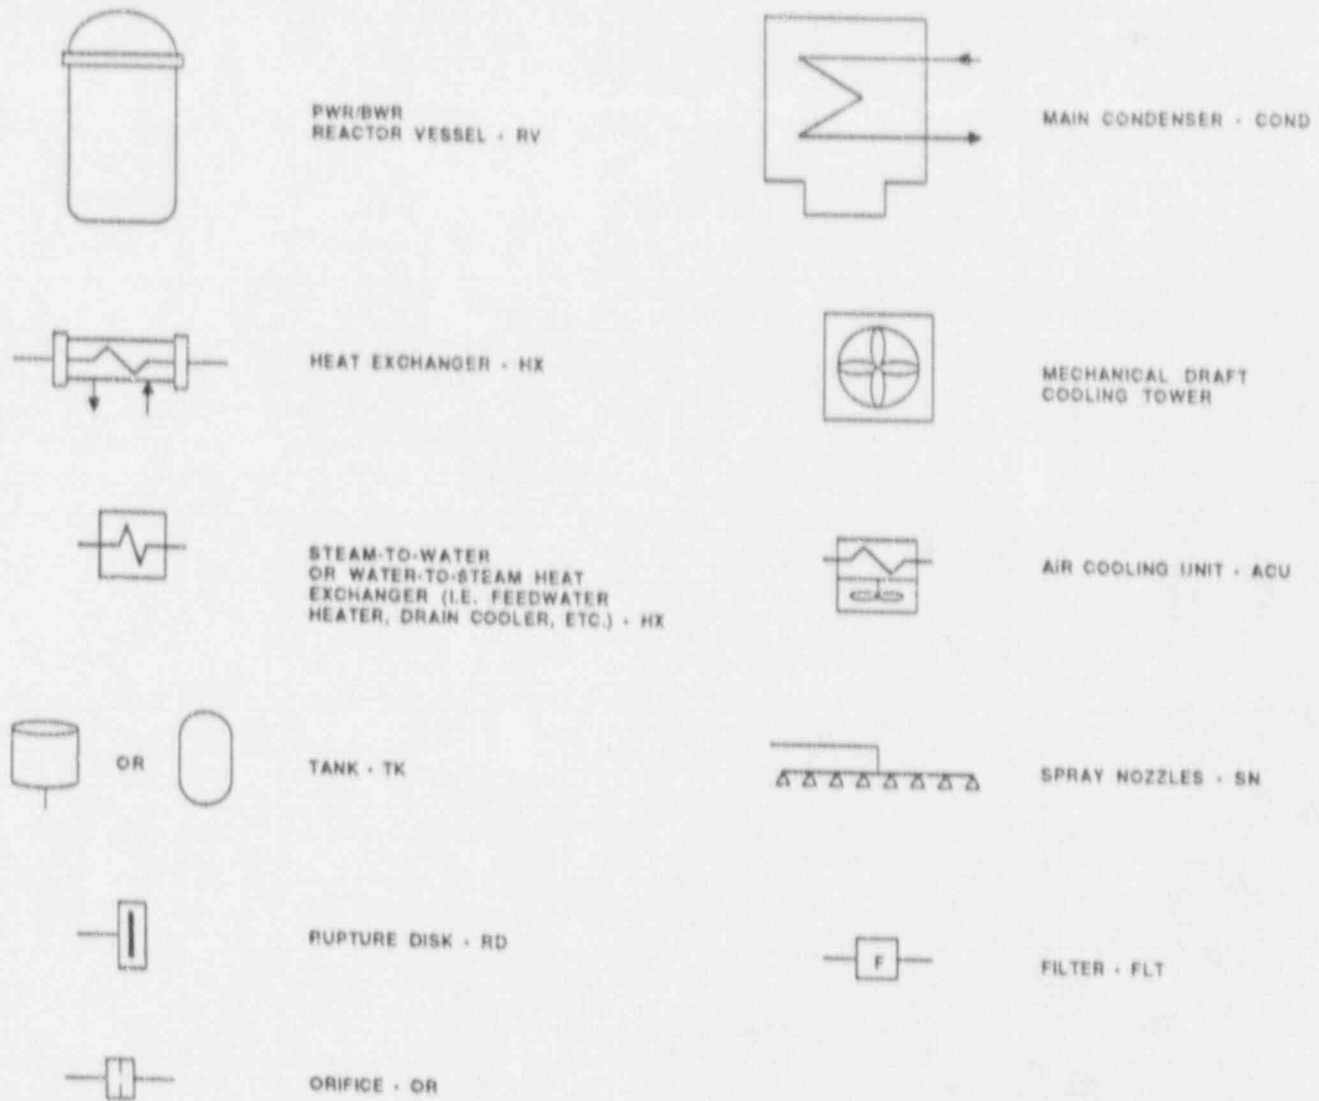 PWR/BWR
REACTOR VESSEL - RV
MAIN CONDENSER - COND
HEAT EXCHANGER - HX
MECHANICAL DRAFT
COOLING TOWER
STEAM-TO-WATER
OR WATER-TO-STEAM HEAT
EXCHANGER (I.E. FEEDWATER
HEATER, DRAIN COOLER, ETC.) - HX
AIR COOLING UNIT - ACU
OR
TANK - TK
SPRAY NOZZLES - SN
RUPTURE DISK - RD
F
FILTER - FLT
ORIFICE - OR